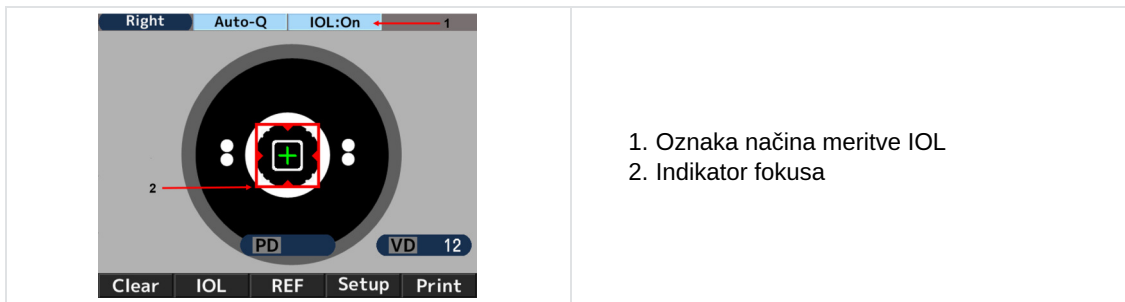 Right Auto-Q IOL:On 1
2
PD VD 12
Clear IOL REF Setup Print
1. Oznaka načina meritve IOL
2. Indikator fokusa